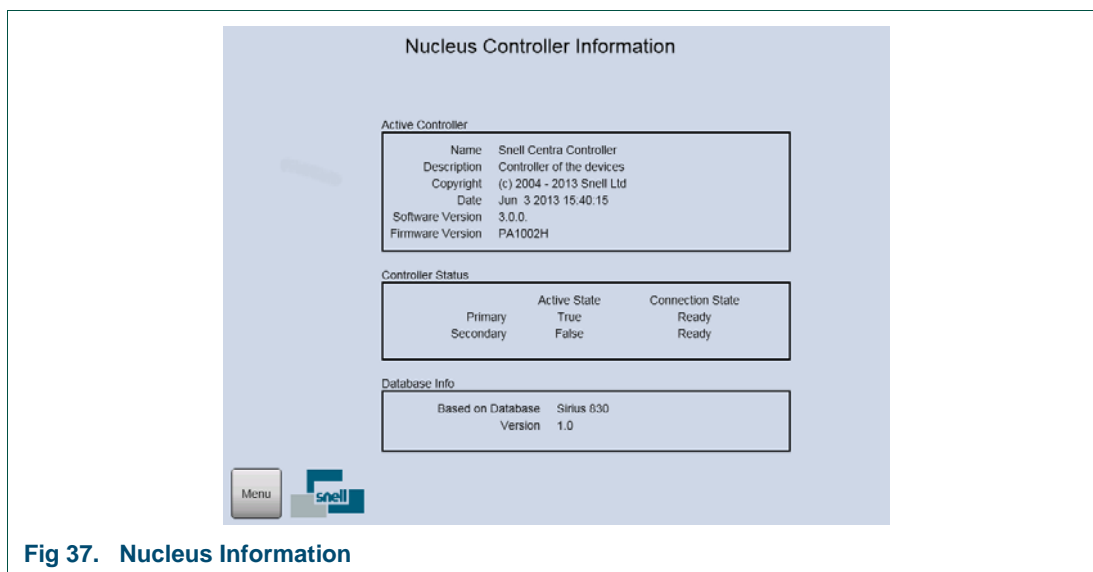 Nucleus Controller Information
Active Controller
Name Snell Centra Controller
Description Controller of the devices
Copyright (c) 2004 - 2013 Snell Ltd
Date Jun 3 2013 15:40:15
Software Version 3.0.0.
Firmware Version PA1002H
Controller Status
Active State Connection State
Primary True Ready
Secondary False Ready
Database Info
Based on Database Sirius 830
Version 1.0
Menu
snell
Fig 37. Nucleus Information